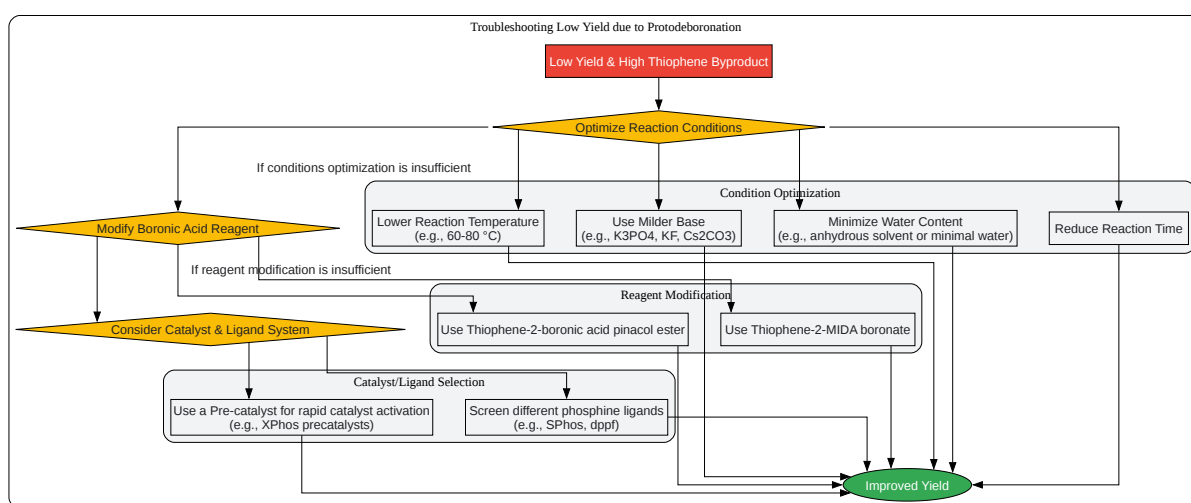 Troubleshooting Low Yield due to Protodeboronation
Low Yield & High Thiophene Byproduct
Optimize Reaction Conditions
If conditions optimization is insufficient
Condition Optimization
Lower Reaction Temperature
(e.g., 60-80 °C)
Use Milder Base
(e.g., K3PO4, KF, Cs2CO3)
Minimize Water Content
(e.g., anhydrous solvent or minimal water)
Reduce Reaction Time
Modify Boronic Acid Reagent
If reagent modification is insufficient
Reagent Modification
Use Thiophene-2-boronic acid pinacol ester
Use Thiophene-2-MIDA boronate
Consider Catalyst & Ligand System
Catalyst/Ligand Selection
Use a Pre-catalyst for rapid catalyst activation
(e.g., XPhos precatalysts)
Screen different phosphine ligands
(e.g., SPhos, dppf)
Improved Yield